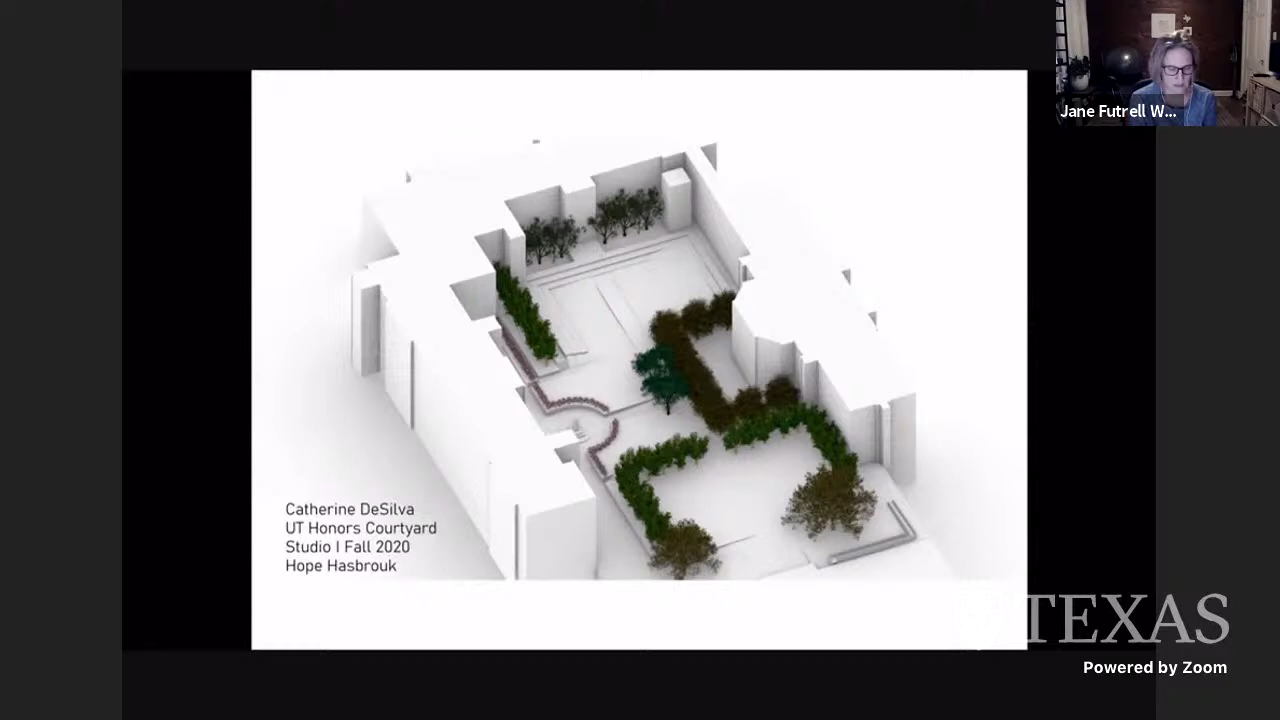 Jane Futrell W...
Catherine DeSilva
UT Honors Courtyard
Studio I Fall 2020
Hope Hasbrouk
TEXAS
Powered by Zoom